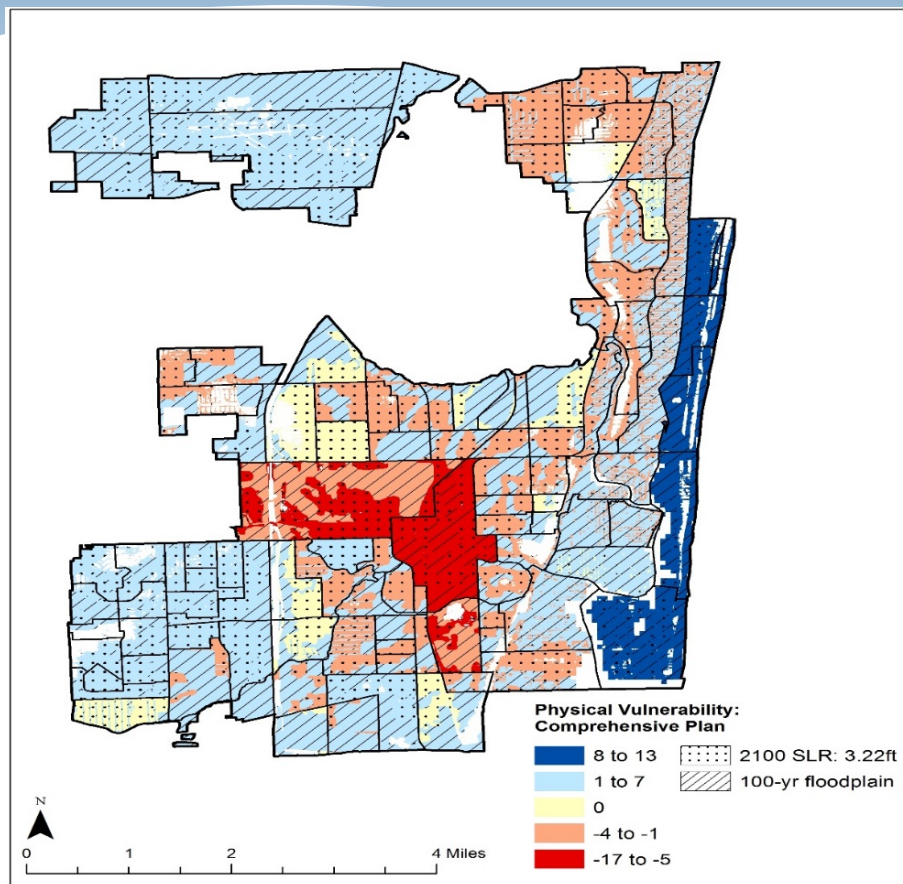 Physical Vulnerability:
Comprehensive Plan
8 to 13
2100 SLR: 3.22ft
1 to 7
100-yr floodplain
0
-4 to -1
-17 to -5
N
0 1 2 4 Miles